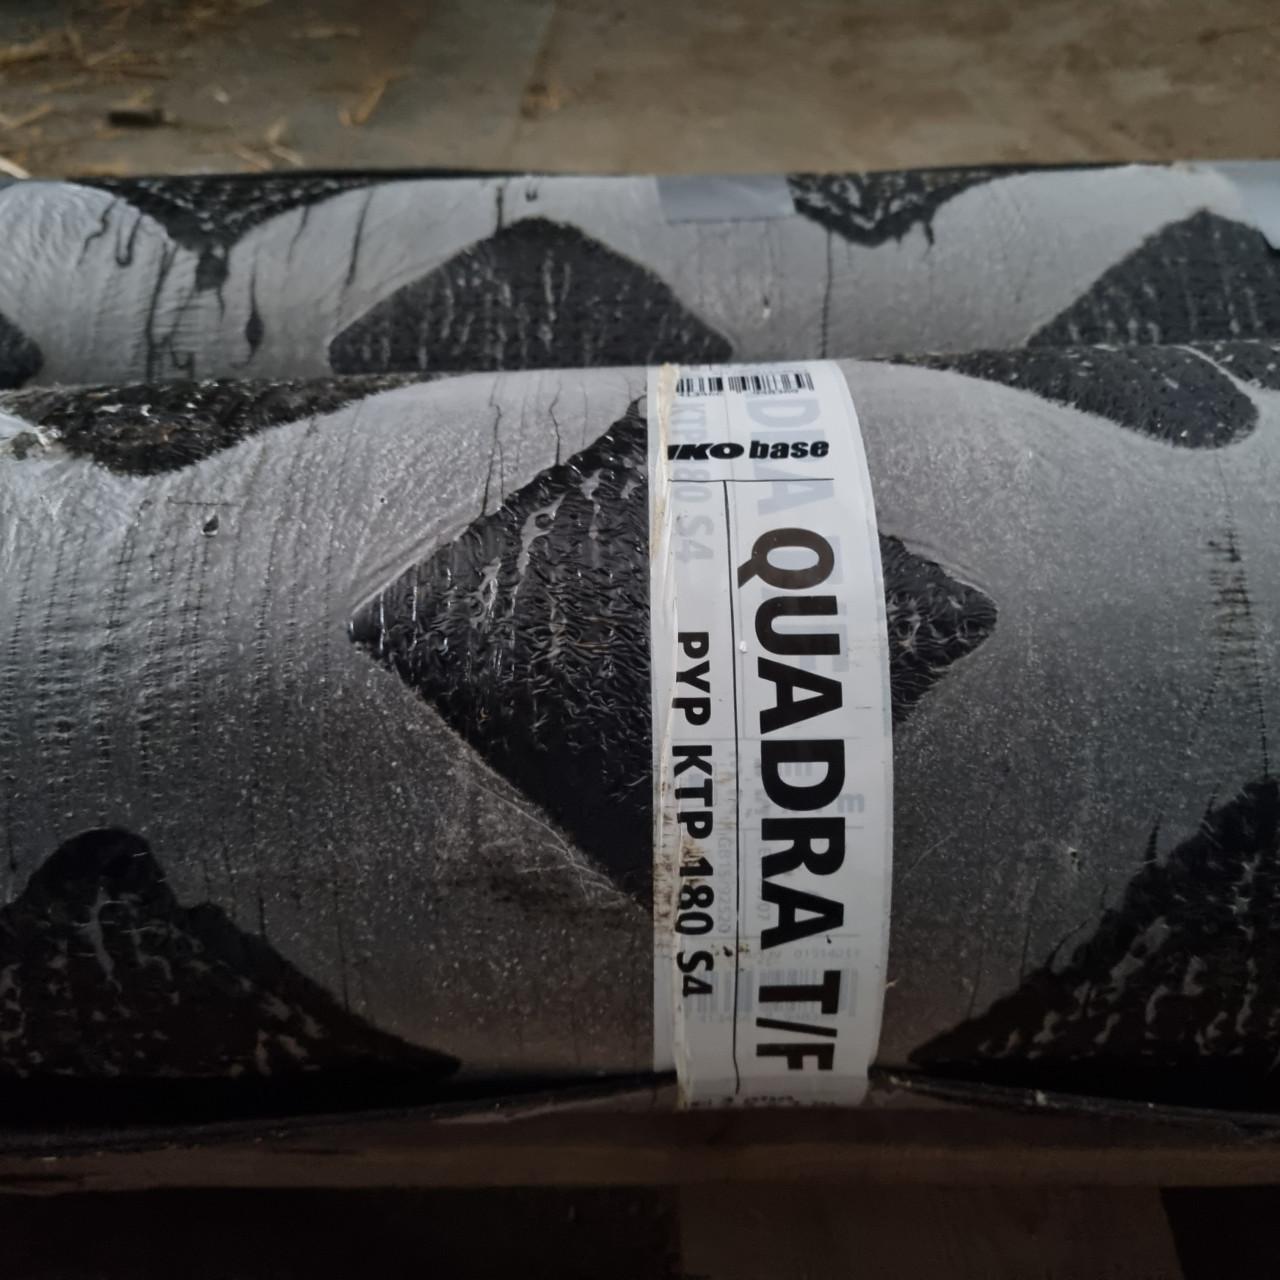 IKO base
QUADRA T/F
PYP KTP 180 S4